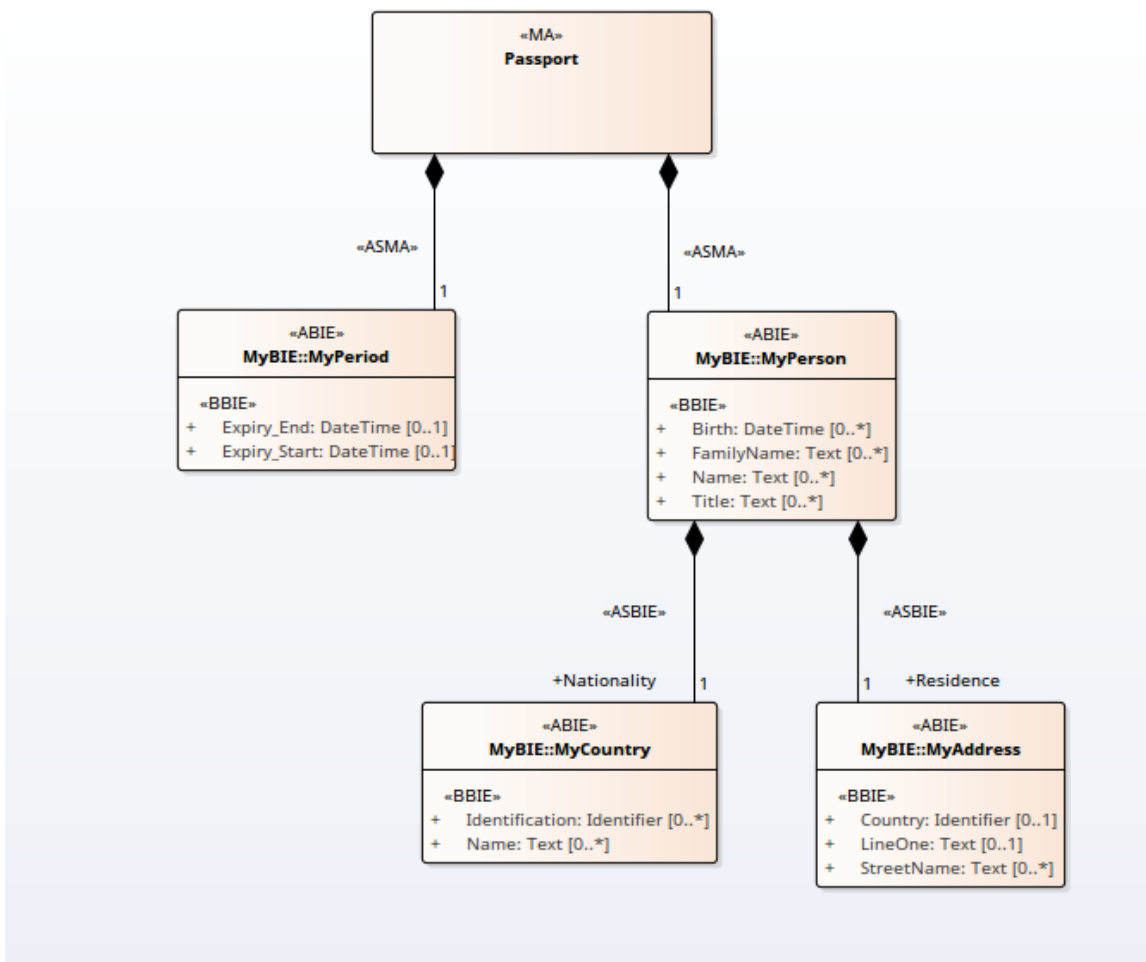 «MA»
Passport
«ASMA»
1
«ASMA»
1
«ABIE»
MyBIE::MyPeriod
«BBIE»
+ Expiry_End: DateTime [0..1]
+ Expiry_Start: DateTime [0..1]
«ABIE»
MyBIE::MyPerson
«BBIE»
+ Birth: DateTime [0..*]
+ FamilyName: Text [0..*]
+ Name: Text [0..*]
+ Title: Text [0..*]
«ASBIE»
+Nationality 1
«ASBIE»
1 +Residence
«ABIE»
MyBIE::MyCountry
«BBIE»
+ Identification: Identifier [0..*]
+ Name: Text [0..*]
«ABIE»
MyBIE::MyAddress
«BBIE»
+ Country: Identifier [0..1]
+ LineOne: Text [0..1]
+ StreetName: Text [0..*]